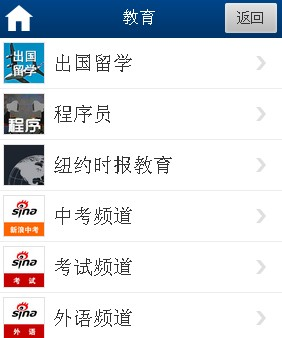 教育
返回
出国
留学
出国留学
程序
程序员
纽约时报教育
sina
新浪中考
中考频道
sina
考 试
考试频道
sina
外 语
外语频道